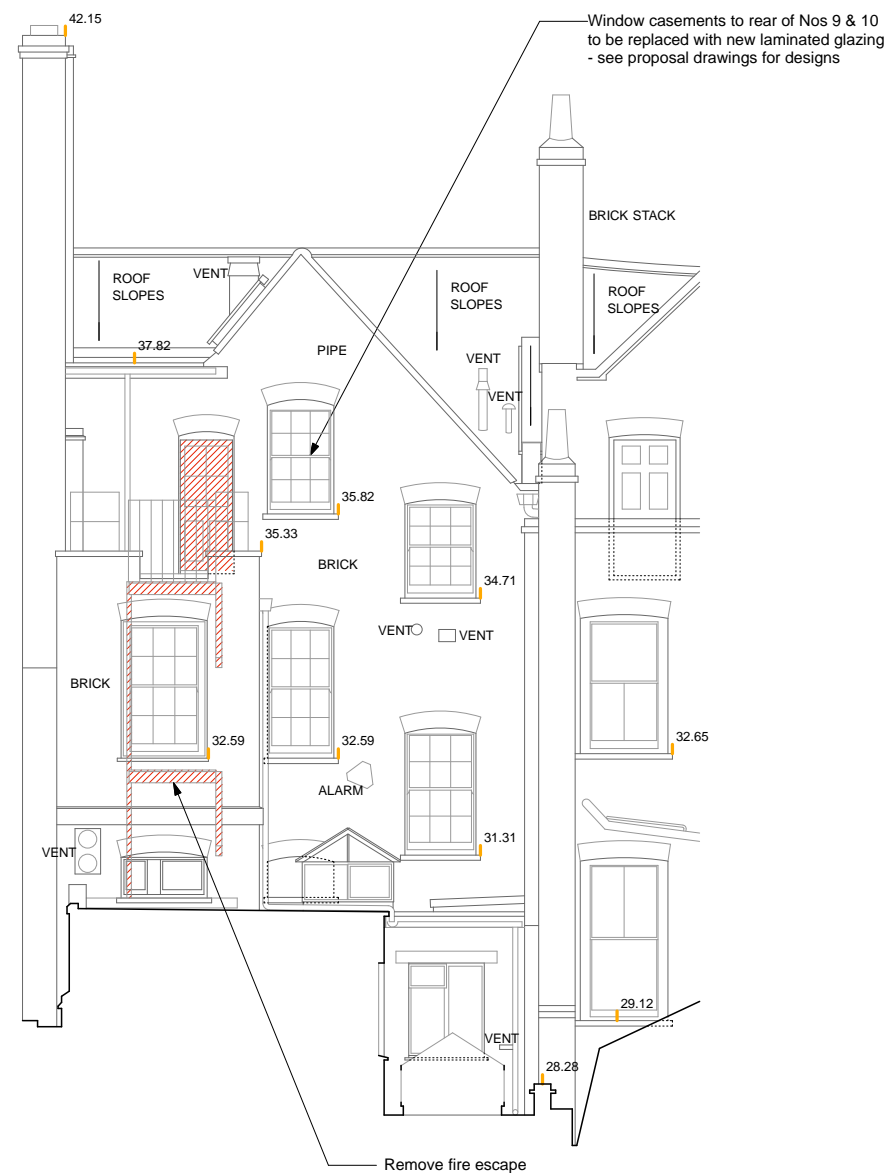 42.15
Window casements to rear of Nos 9 & 10
to be replaced with new laminated glazing
- see proposal drawings for designs
BRICK STACK
ROOF
SLOPES
VENT
ROOF
SLOPES
ROOF
SLOPES
37.82
PIPE
VENT
VENT
35.82
35.33
BRICK
34.71
VENT
VENT
BRICK
32.59
32.59
32.65
ALARM
31.31
VENT
29.12
VENT
28.28
Remove fire escape